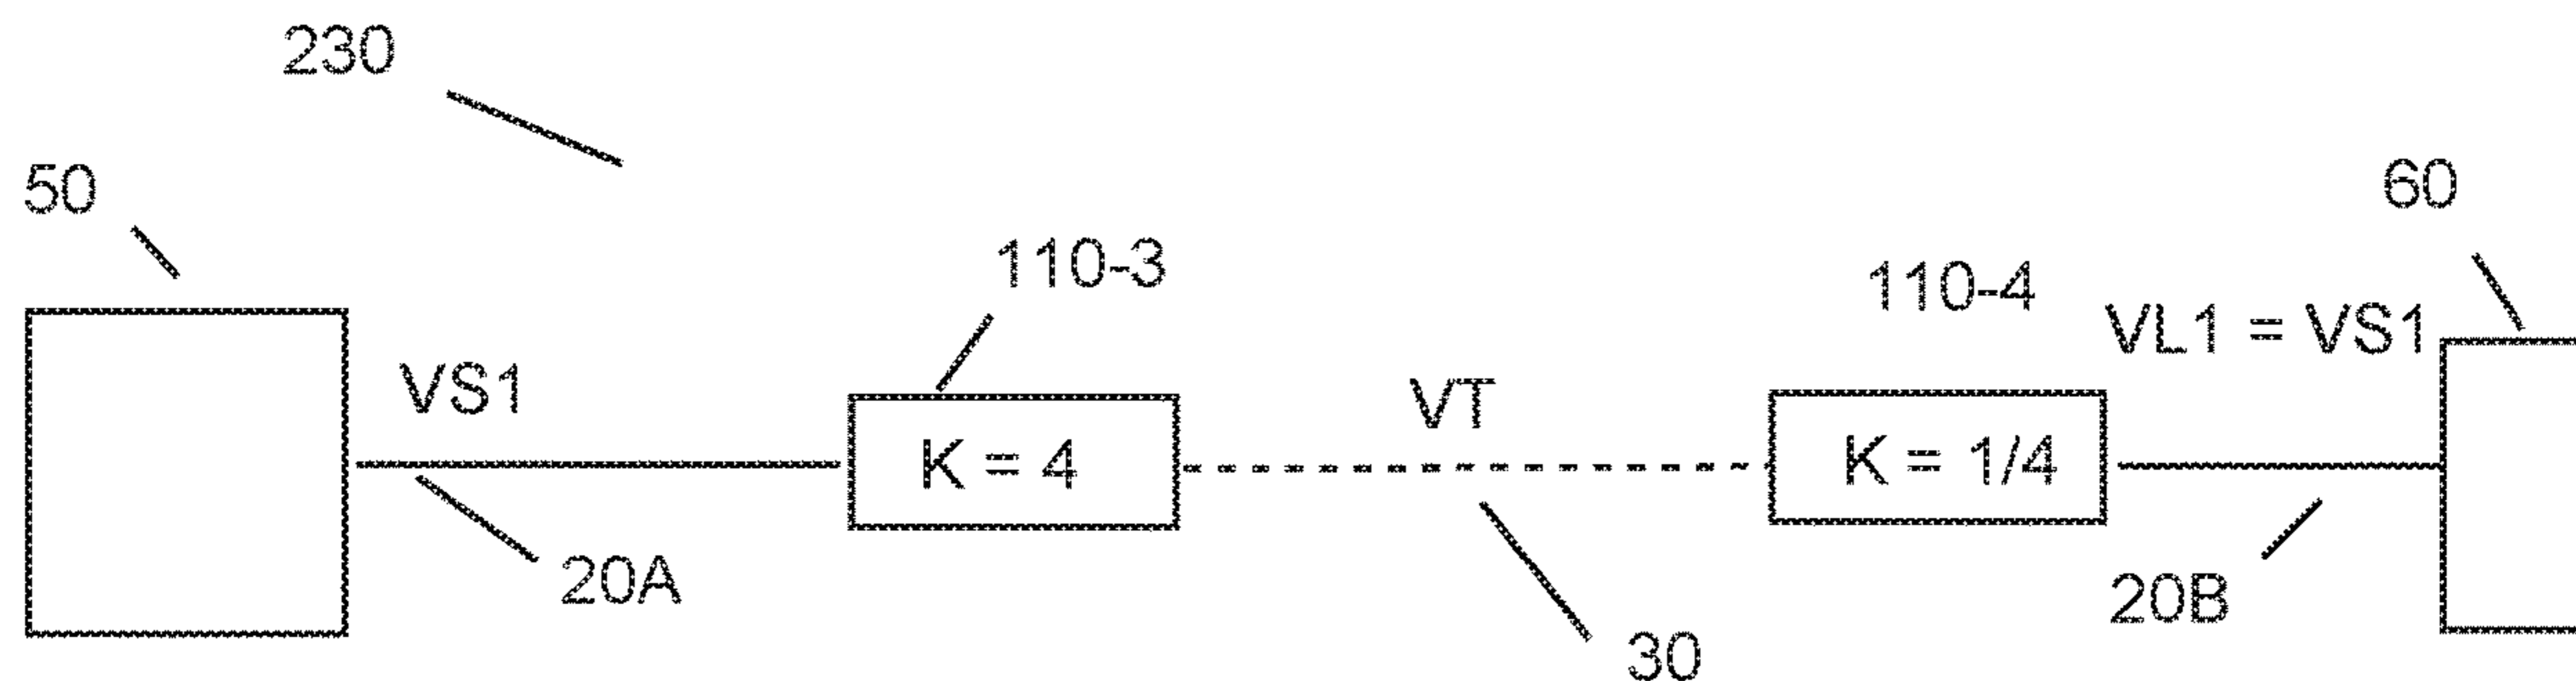 230
50
60
110-3
110-4
VL1 = VS1
VS1
VT
K = 4
K = 1/4
20A
20B
30